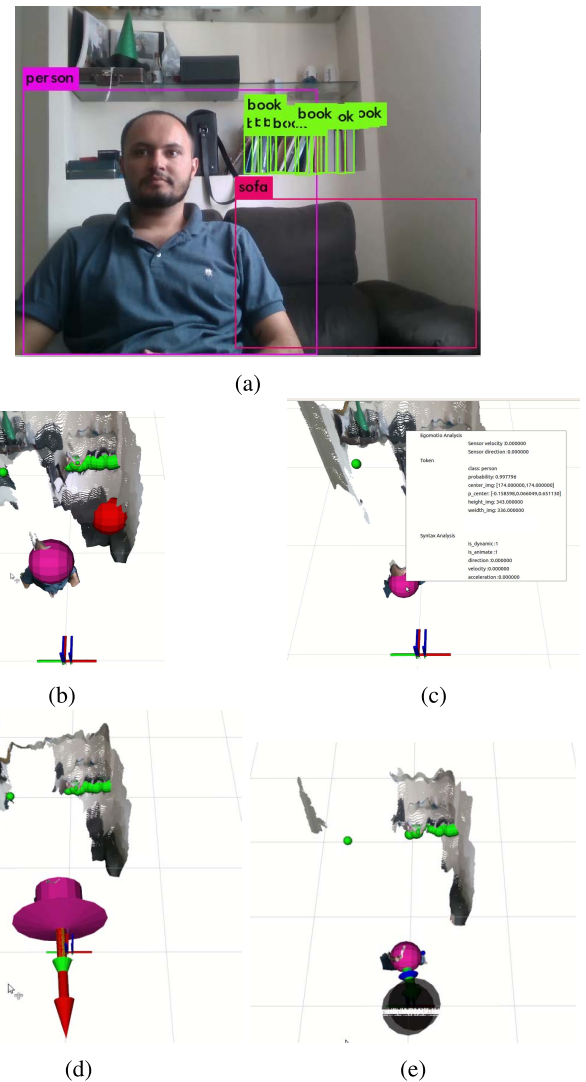 person
book
book
ok
ook
book
sofa
(a)
Egomotio Analysis
Sensor velocity :0.000000
Sensor direction :0.000000
Token
class: person
probability: 0.997796
center_img: [174.000000,174.000000]
p_center: [-0.158598,0.066049,0.651130]
height_img: 343.000000
weidth_img: 336.000000
Syntax Analysis
is_dynamic :1
is_animate :1
direction :0.000000
velocity:0.000000
acceleration:0.000000
(b)
(c)
(d)
(e)